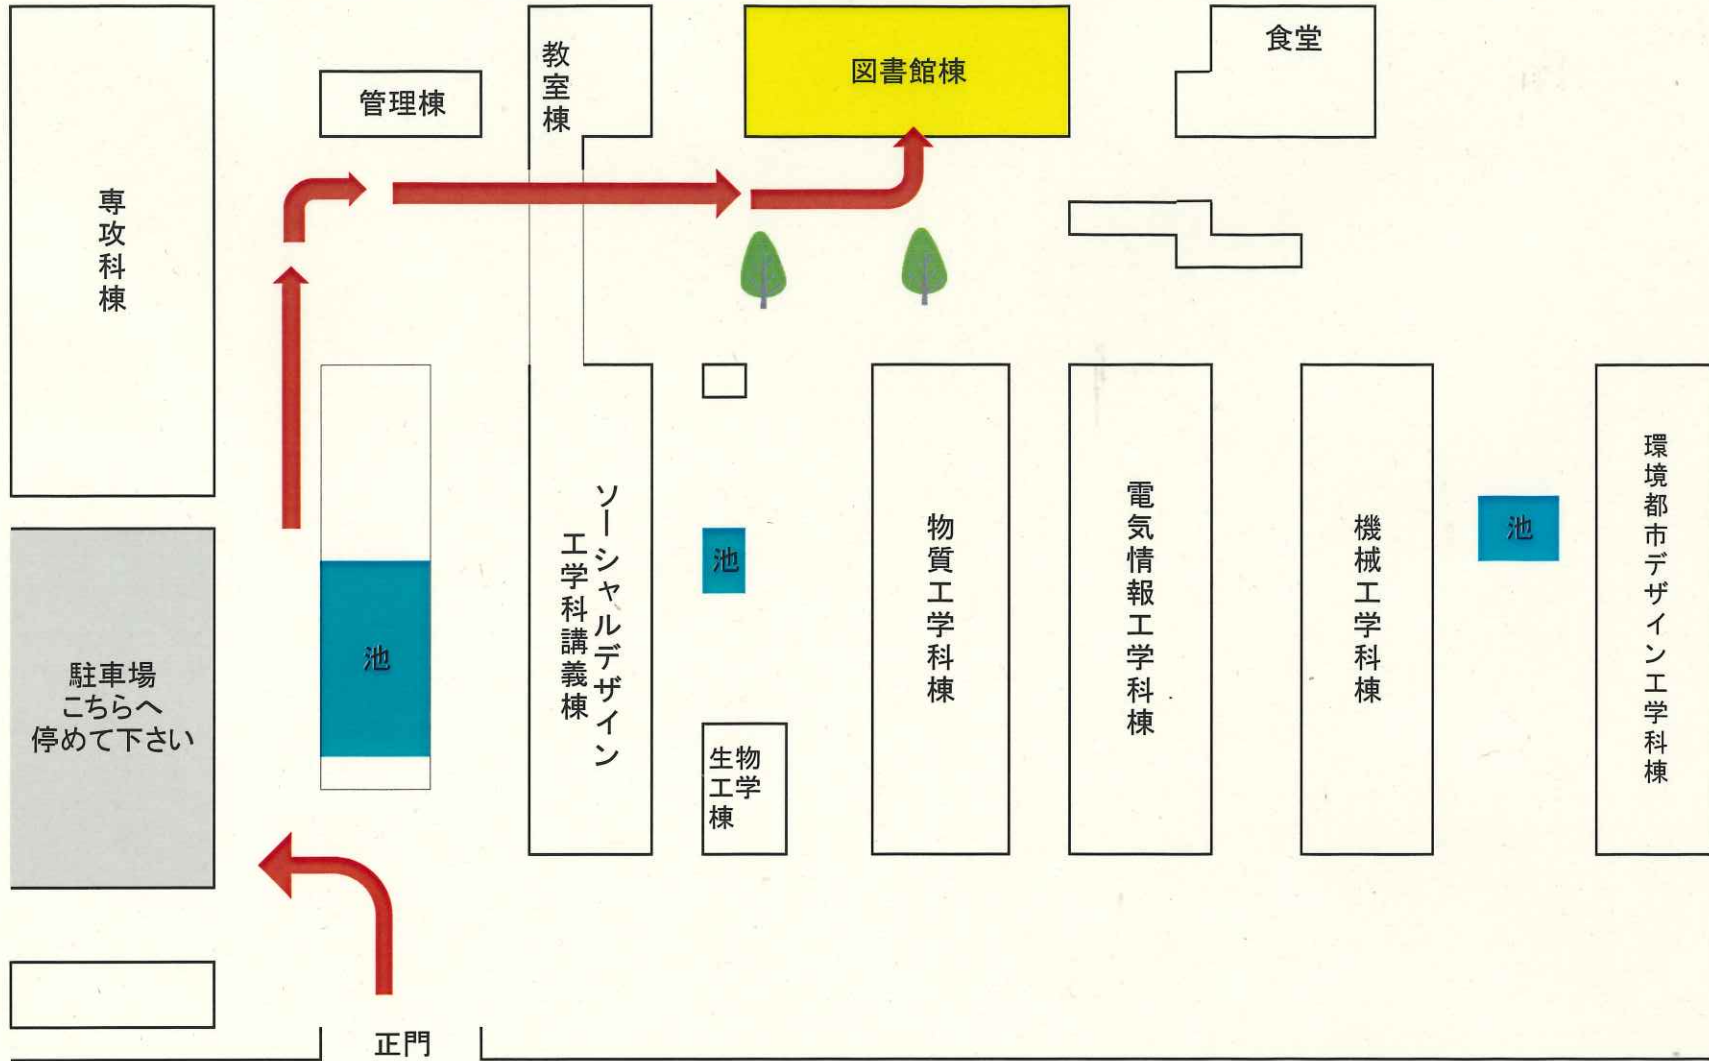 教室棟
図書館棟
食堂
管理棟
専攻科棟
ソーシャルデザイン
工学科講義棟
池
池
物質工学科棟
電気情報工学科棟
機械工学科棟
池
環境都市デザイン工学科棟
駐車場
こちらへ
停めて下さい
生物
工学
棟
正門